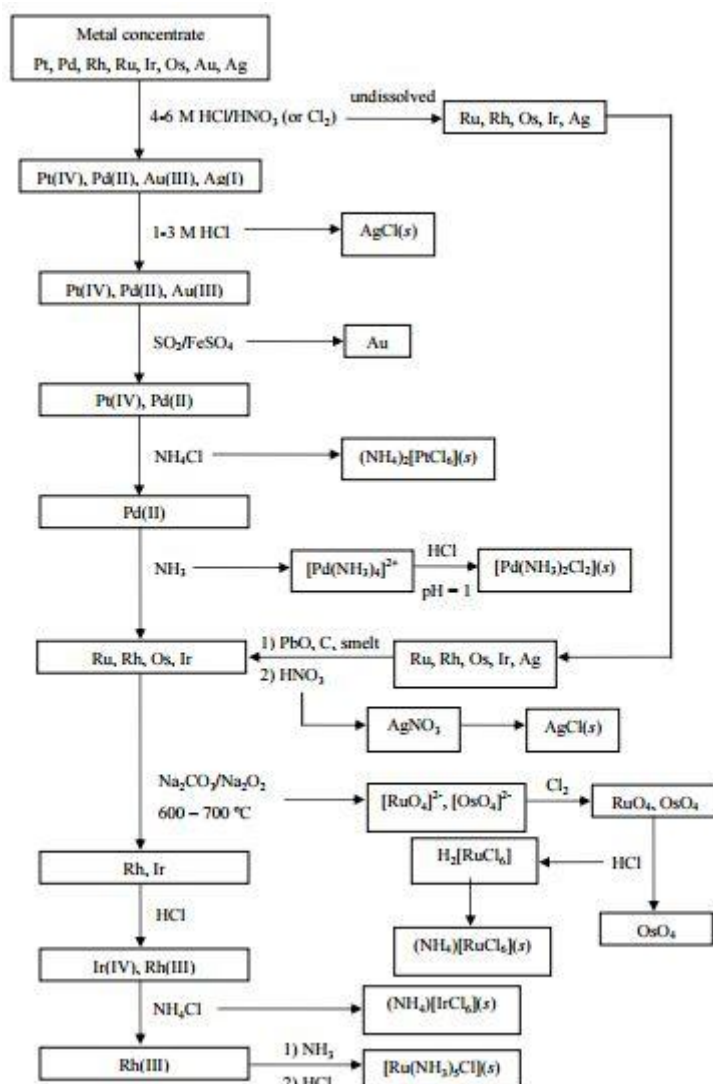 Metal concentrate
Pt, Pd, Rh, Ru, Ir, Os, Au, Ag
4-6 M HCl/HNO₃ (or Cl₂)
undissolved
Ru, Rh, Os, Ir, Ag
Pt(IV), Pd(II), Au(III), Ag(I)
1-3 M HCl
AgCl(s)
Pt(IV), Pd(II), Au(III)
SO₂/FeSO₄
Au
Pt(IV), Pd(II)
NH₄Cl
(NH₄)₂[PtCl₆](s)
Pd(II)
NH₃
[Pd(NH₃)₄]²⁺
HCl
pH = 1
[Pd(NH₃)₂Cl₂](s)
Ru, Rh, Os, Ir
1) PbO, C, smelt
2) HNO₃
Ru, Rh, Os, Ir, Ag
AgNO₃
AgCl(s)
Na₂CO₃/Na₂O₂
600 – 700 ºC
[RuO₄]²⁻, [OsO₄]²⁻
Cl₂
RuO₄, OsO₄
H₂[RuCl₆]
HCl
Rh, Ir
OsO₄
HCl
(NH₄)[RuCl₆](s)
Ir(IV), Rh(III)
NH₄Cl
(NH₄)[IrCl₆](s)
Rh(III)
1) NH₃
2) HCl
[Ru(NH₃)₅Cl](s)